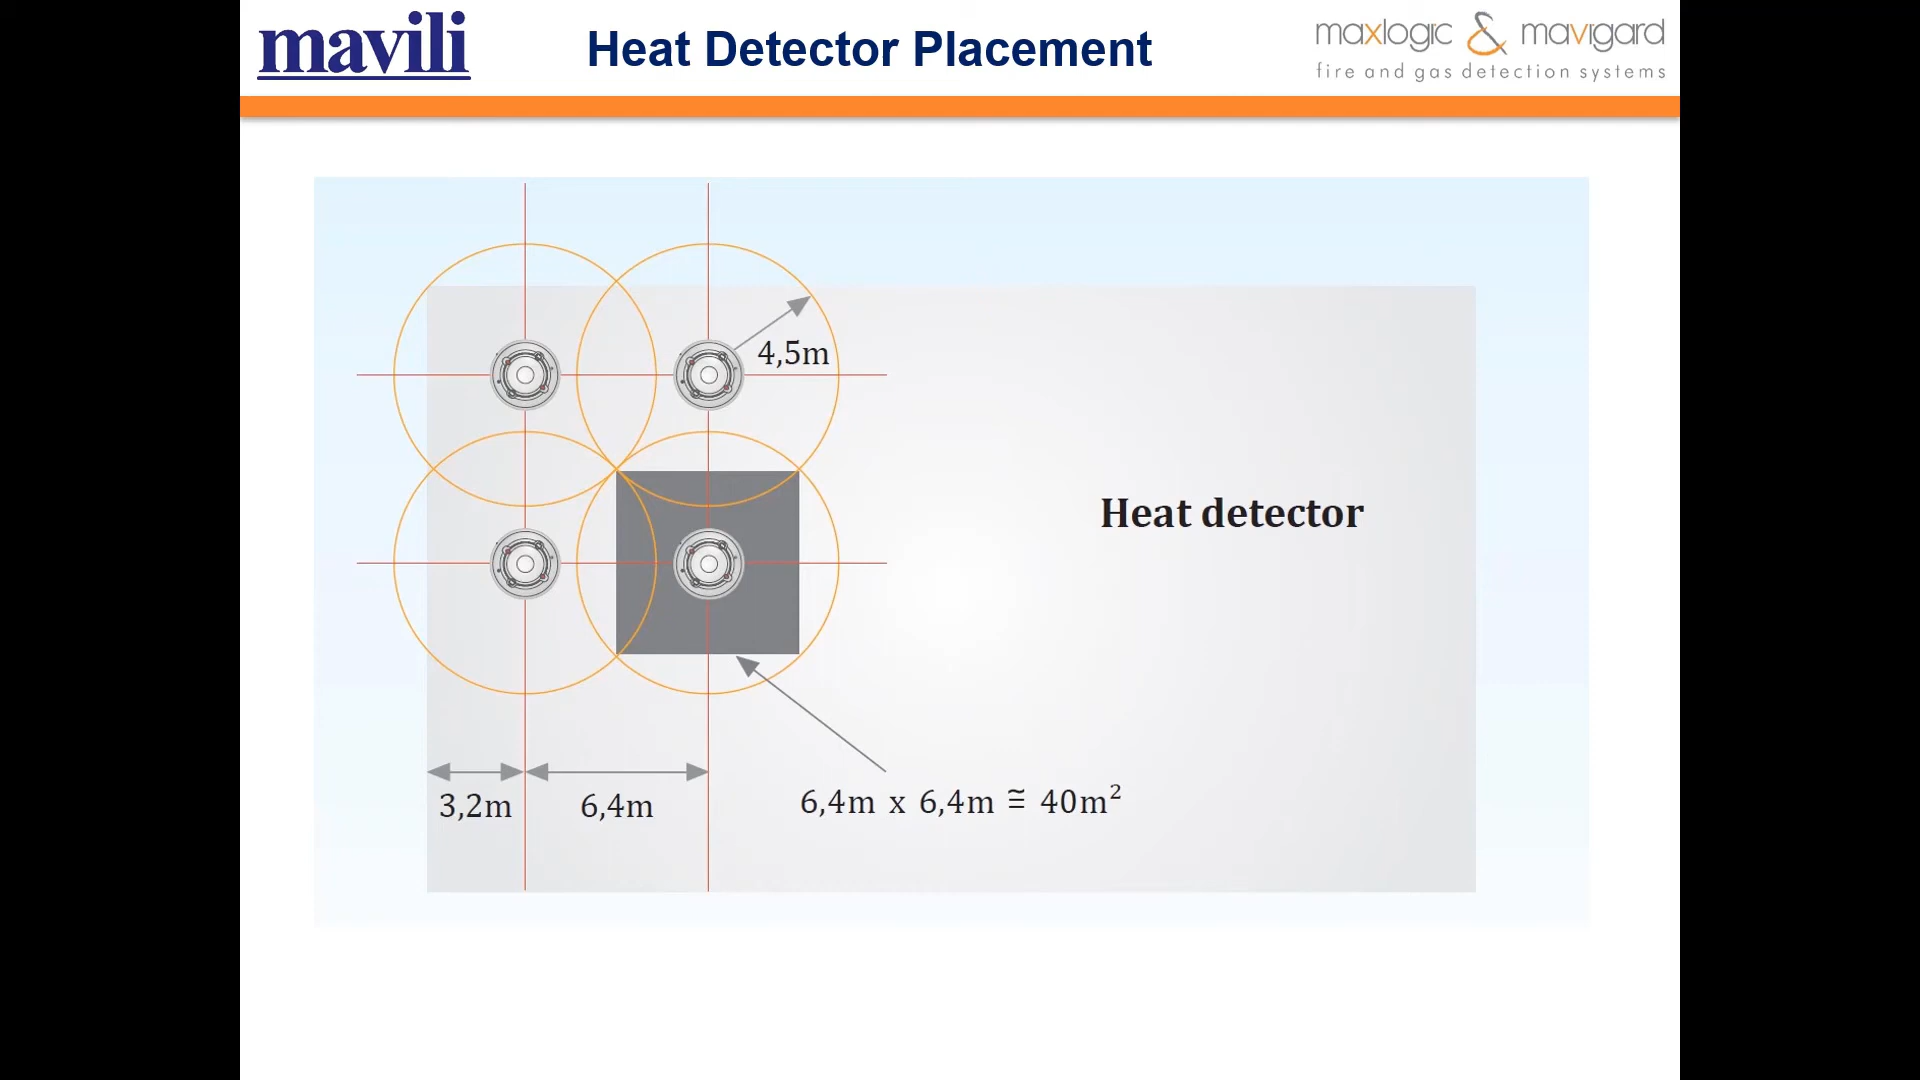 mavili
Heat Detector Placement
maxlogic & mavigard
fire and gas detection systems
4,5m
Heat detector
3,2m
6,4m
6,4m x 6,4m ≅ 40m²